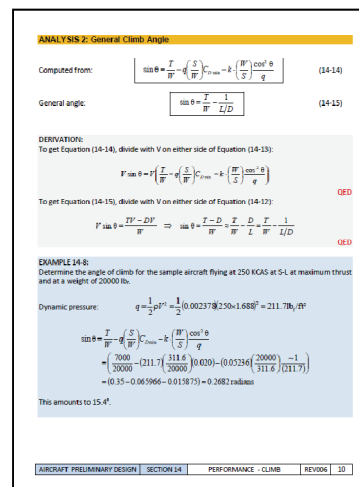 ANALYSIS 2: General Climb Angle
Computed from: sin θ = T/W − q(S/W)C_Dmin − k·(W/S) cos² θ/q (14-14)
General angle: sin θ = T/W − 1/(L/D) (14-15)
DERIVATION:
To get Equation (14-14), divide with V on either side of Equation (14-13):
V sin θ = V(T/W − q(S/W)C_Dmin − k·(W/S) cos² θ/q)
QED
To get Equation (14-15), divide with V on either side of Equation (14-12):
V sin θ = (TV − DV)/W ⇒ sin θ = (T − D)/W ≈ T/W − D/L = T/W − 1/(L/D)
QED
EXAMPLE 14-8:
Determine the angle of climb for the sample aircraft flying at 250 KCAS at S-L at maximum thrust
and at a weight of 20000 lbf.
Dynamic pressure: q = 1/2 ρV² = 1/2 (0.002378)(250×1.688)² = 211.7 lbf/ft²
sin θ = T/W − q(S/W)C_Dmin − k·(W/S) cos² θ/q
= (7000/20000 − (211.7)(311.6/20000)(0.020) − (0.05236)(20000/311.6) ~1/(211.7))
= (0.35 − 0.065966 − 0.015875) = 0.2682 radians
This amounts to 15.4°.
AIRCRAFT PRELIMINARY DESIGN SECTION 14 PERFORMANCE - CLIMB REV006 10